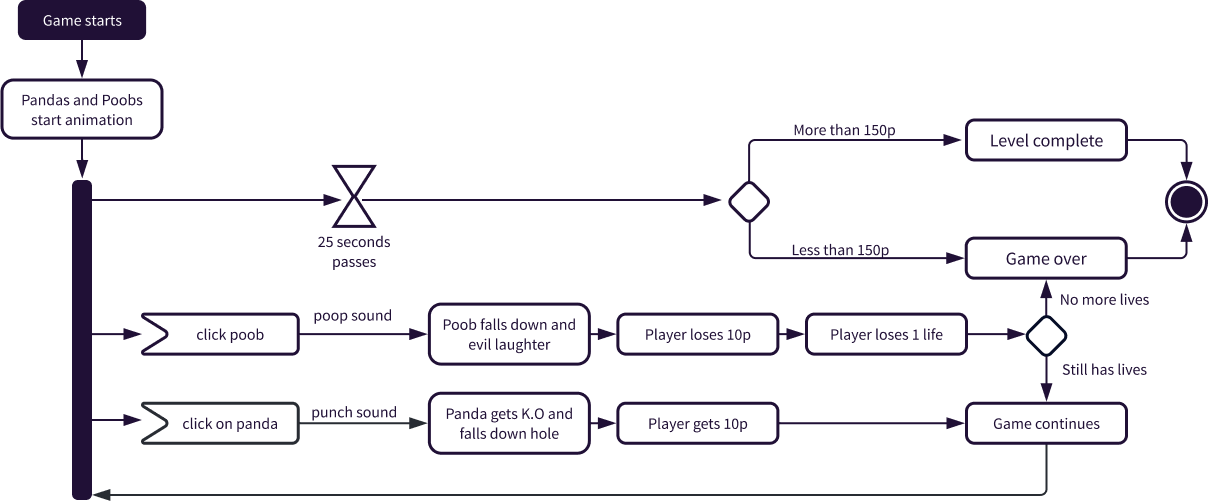 Game starts
Pandas and Poobs
start animation
More than 150p
Level complete
25 seconds
passes
Less than 150p
Game over
No more lives
click poob
poop sound
Poob falls down and
evil laughter
Player loses 10p
Player loses 1 life
Still has lives
click on panda
punch sound
Panda gets K.O and
falls down hole
Player gets 10p
Game continues